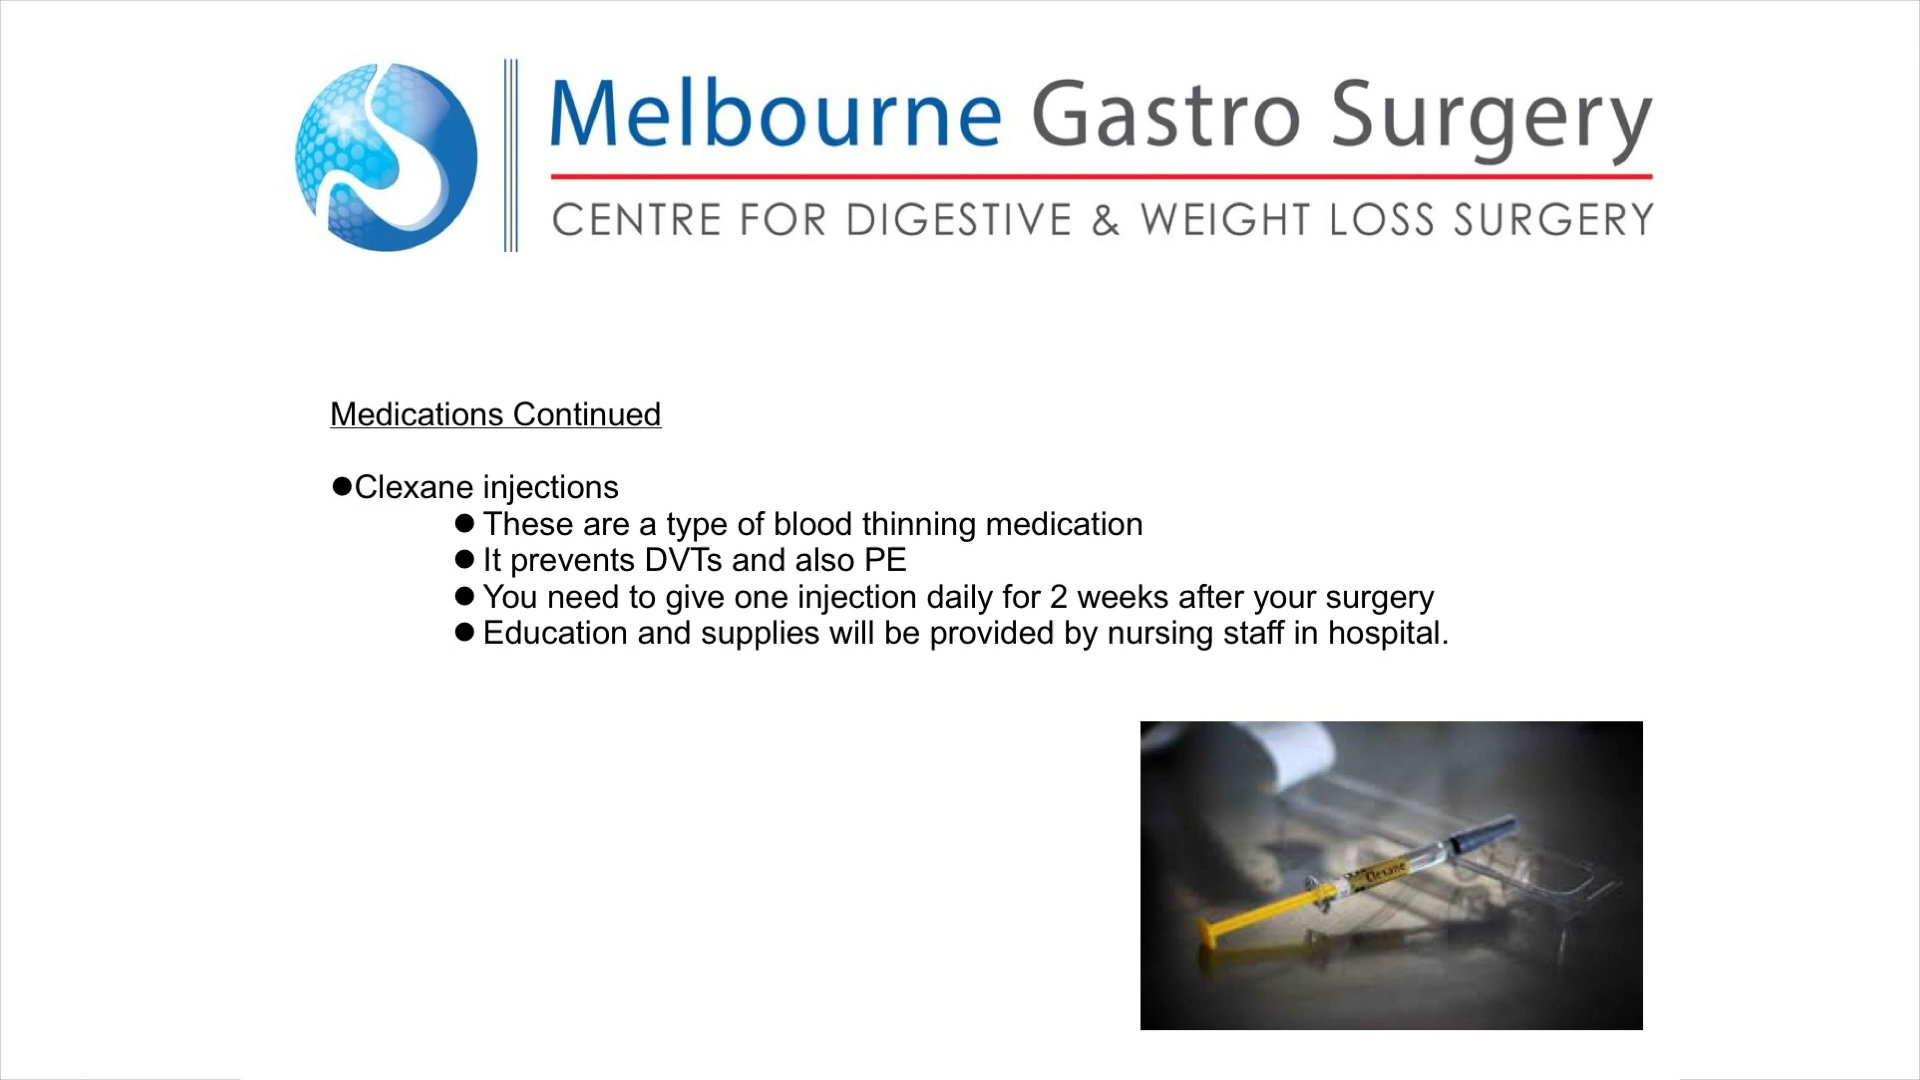 Melbourne Gastro Surgery
CENTRE FOR DIGESTIVE & WEIGHT LOSS SURGERY
Medications Continued
●Clexane injections
● These are a type of blood thinning medication
● It prevents DVTs and also PE
● You need to give one injection daily for 2 weeks after your surgery
● Education and supplies will be provided by nursing staff in hospital.
Clexane